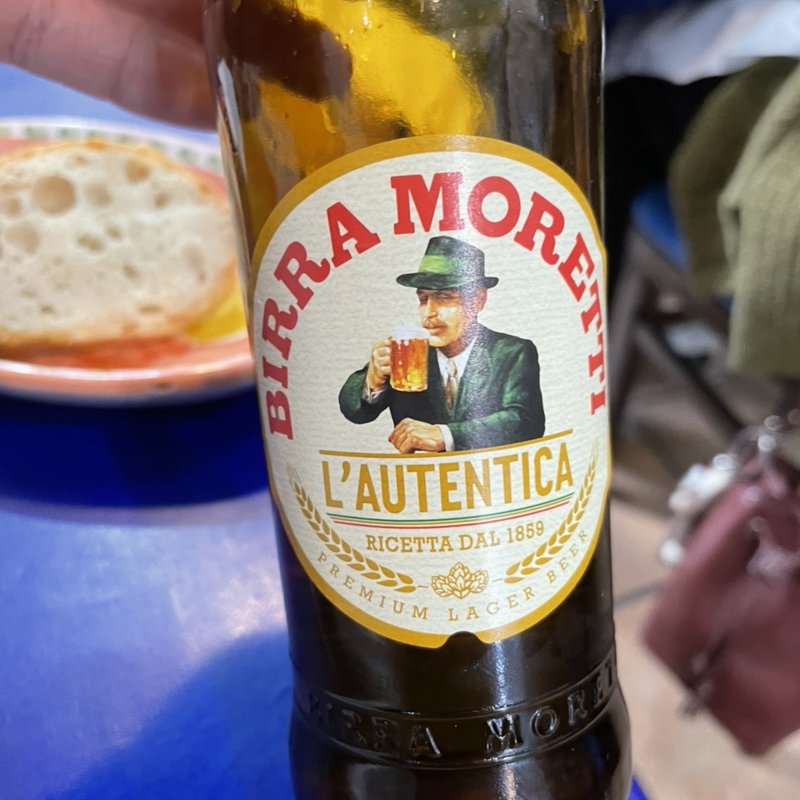 BIRRA MORETTI
L'AUTENTICA
RICETTA DAL 1859
PREMIUM LAGER BEER
BIRRA MORETTI